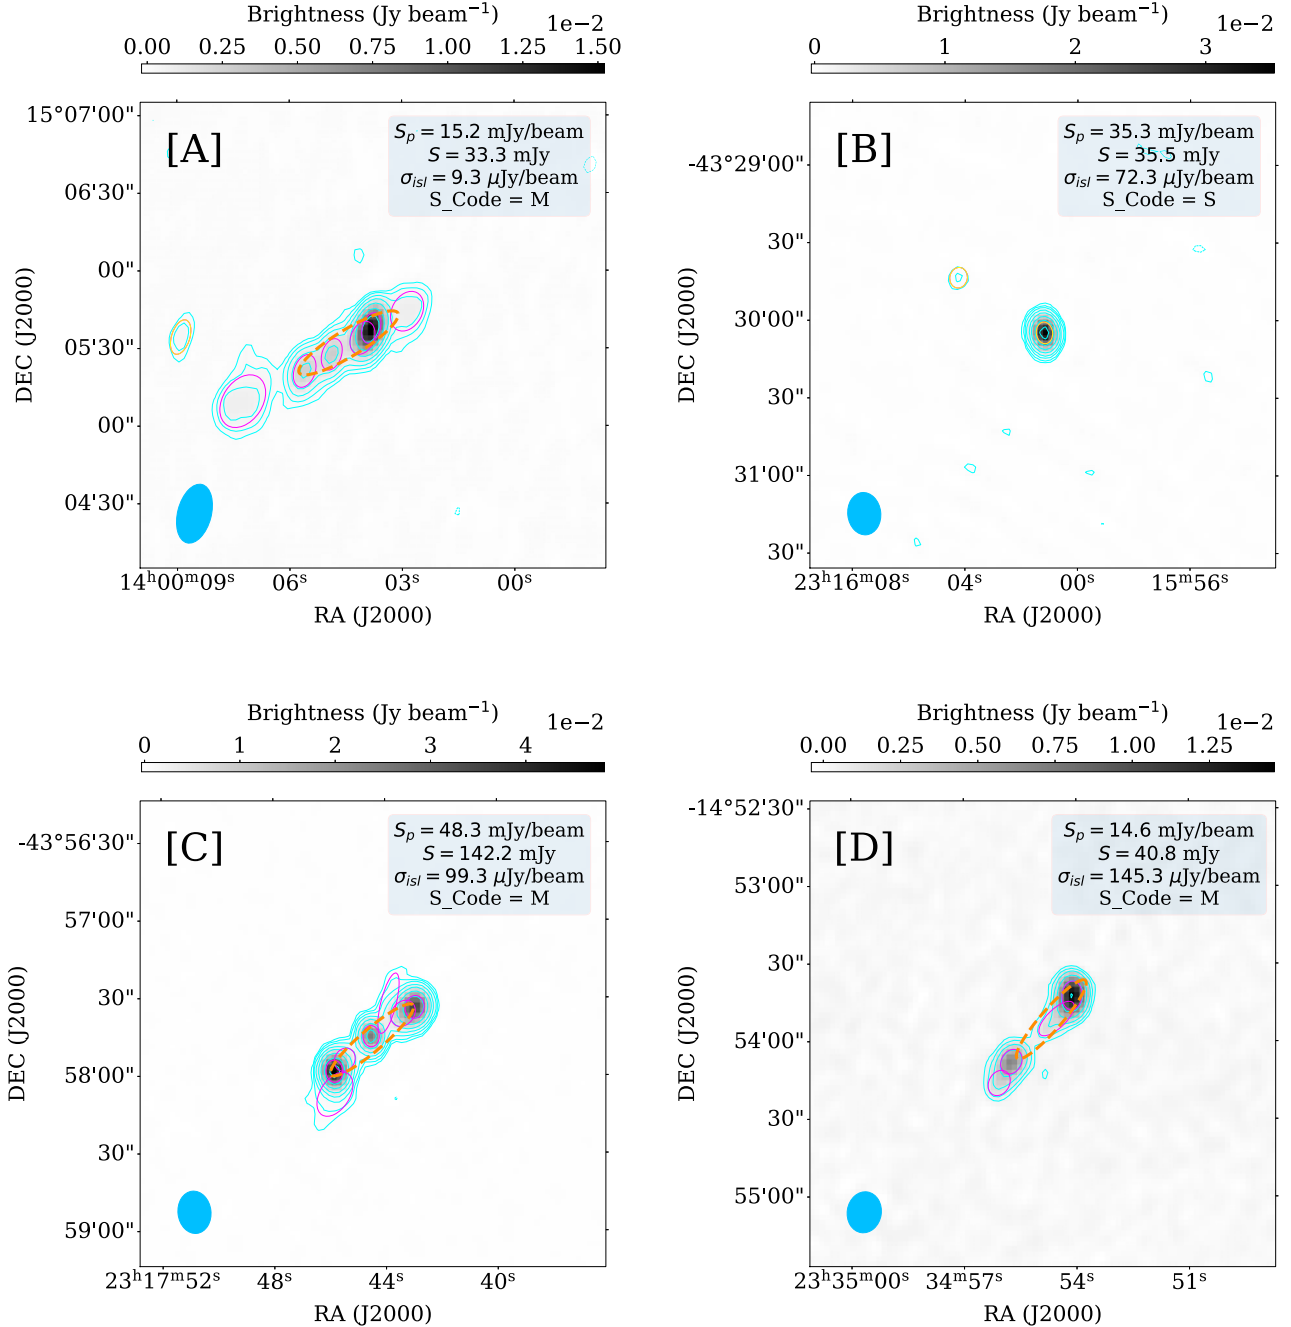 Brightness (Jy beam⁻¹)
1e−2
0.00 0.25 0.50 0.75 1.00 1.25 1.50
[A]
Sₚ = 15.2 mJy/beam
S = 33.3 mJy
σᵢₛₗ = 9.3 μJy/beam
S_Code = M
15°07'00"
06'30"
00"
05'30"
00"
04'30"
DEC (J2000)
14ʰ00ᵐ09ˢ 06ˢ 03ˢ 00ˢ
RA (J2000)
Brightness (Jy beam⁻¹)
1e−2
0 1 2 3
[B]
Sₚ = 35.3 mJy/beam
S = 35.5 mJy
σᵢₛₗ = 72.3 μJy/beam
S_Code = S
-43°29'00"
30"
30'00"
30"
31'00"
30"
DEC (J2000)
23ʰ16ᵐ08ˢ 04ˢ 00ˢ 15ᵐ56ˢ
RA (J2000)
Brightness (Jy beam⁻¹)
1e−2
0 1 2 3 4
[C]
Sₚ = 48.3 mJy/beam
S = 142.2 mJy
σᵢₛₗ = 99.3 μJy/beam
S_Code = M
-43°56'30"
57'00"
30"
58'00"
30"
59'00"
DEC (J2000)
23ʰ17ᵐ52ˢ 48ˢ 44ˢ 40ˢ
RA (J2000)
Brightness (Jy beam⁻¹)
1e−2
0.00 0.25 0.50 0.75 1.00 1.25
[D]
Sₚ = 14.6 mJy/beam
S = 40.8 mJy
σᵢₛₗ = 145.3 μJy/beam
S_Code = M
-14°52'30"
53'00"
30"
54'00"
30"
55'00"
DEC (J2000)
23ʰ35ᵐ00ˢ 34ᵐ57ˢ 54ˢ 51ˢ
RA (J2000)